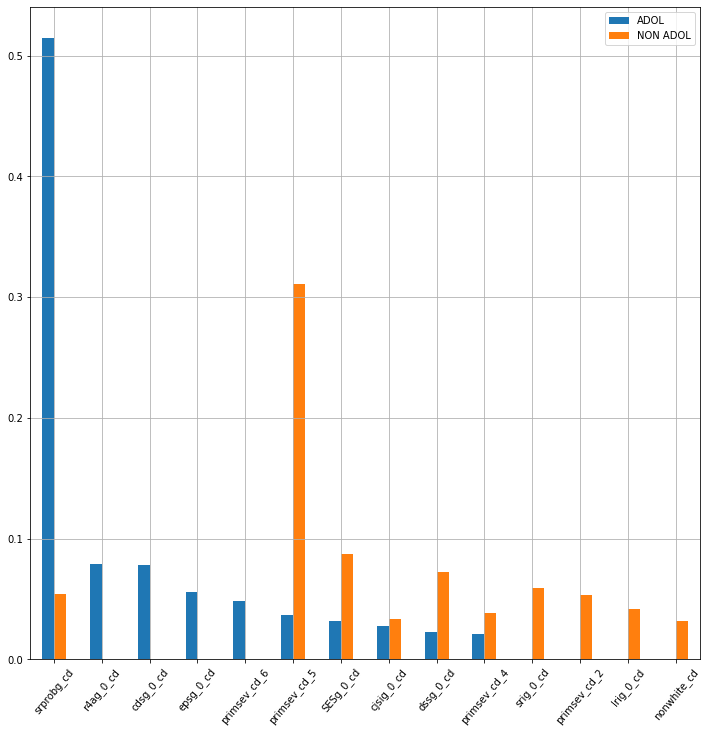 ADOL
NON ADOL
0.5
0.4
0.3
0.2
0.1
0.0
srprobg_cd
r4ag_0_cd
cdsg_0_cd
epsg_0_cd
primsev_cd_6
primsev_cd_5
SESg_0_cd
cjsig_0_cd
dssg_0_cd
primsev_cd_4
srig_0_cd
primsev_cd_2
lrig_0_cd
nonwhite_cd